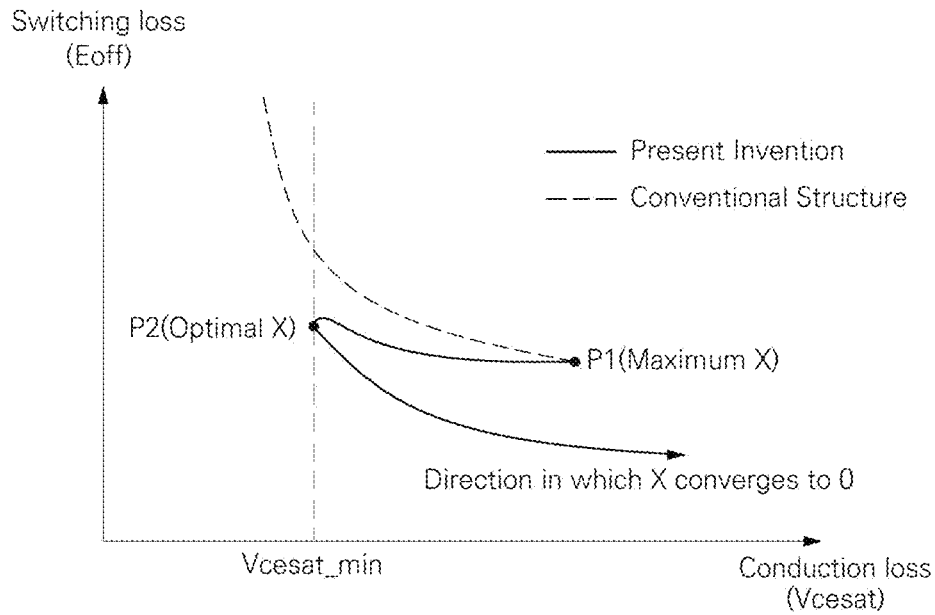 Switching loss
(Eoff)
Present Invention
Conventional Structure
P2(Optimal X)
P1(Maximum X)
Direction in which X converges to 0
Vcesat_min
Conduction loss
(Vcesat)